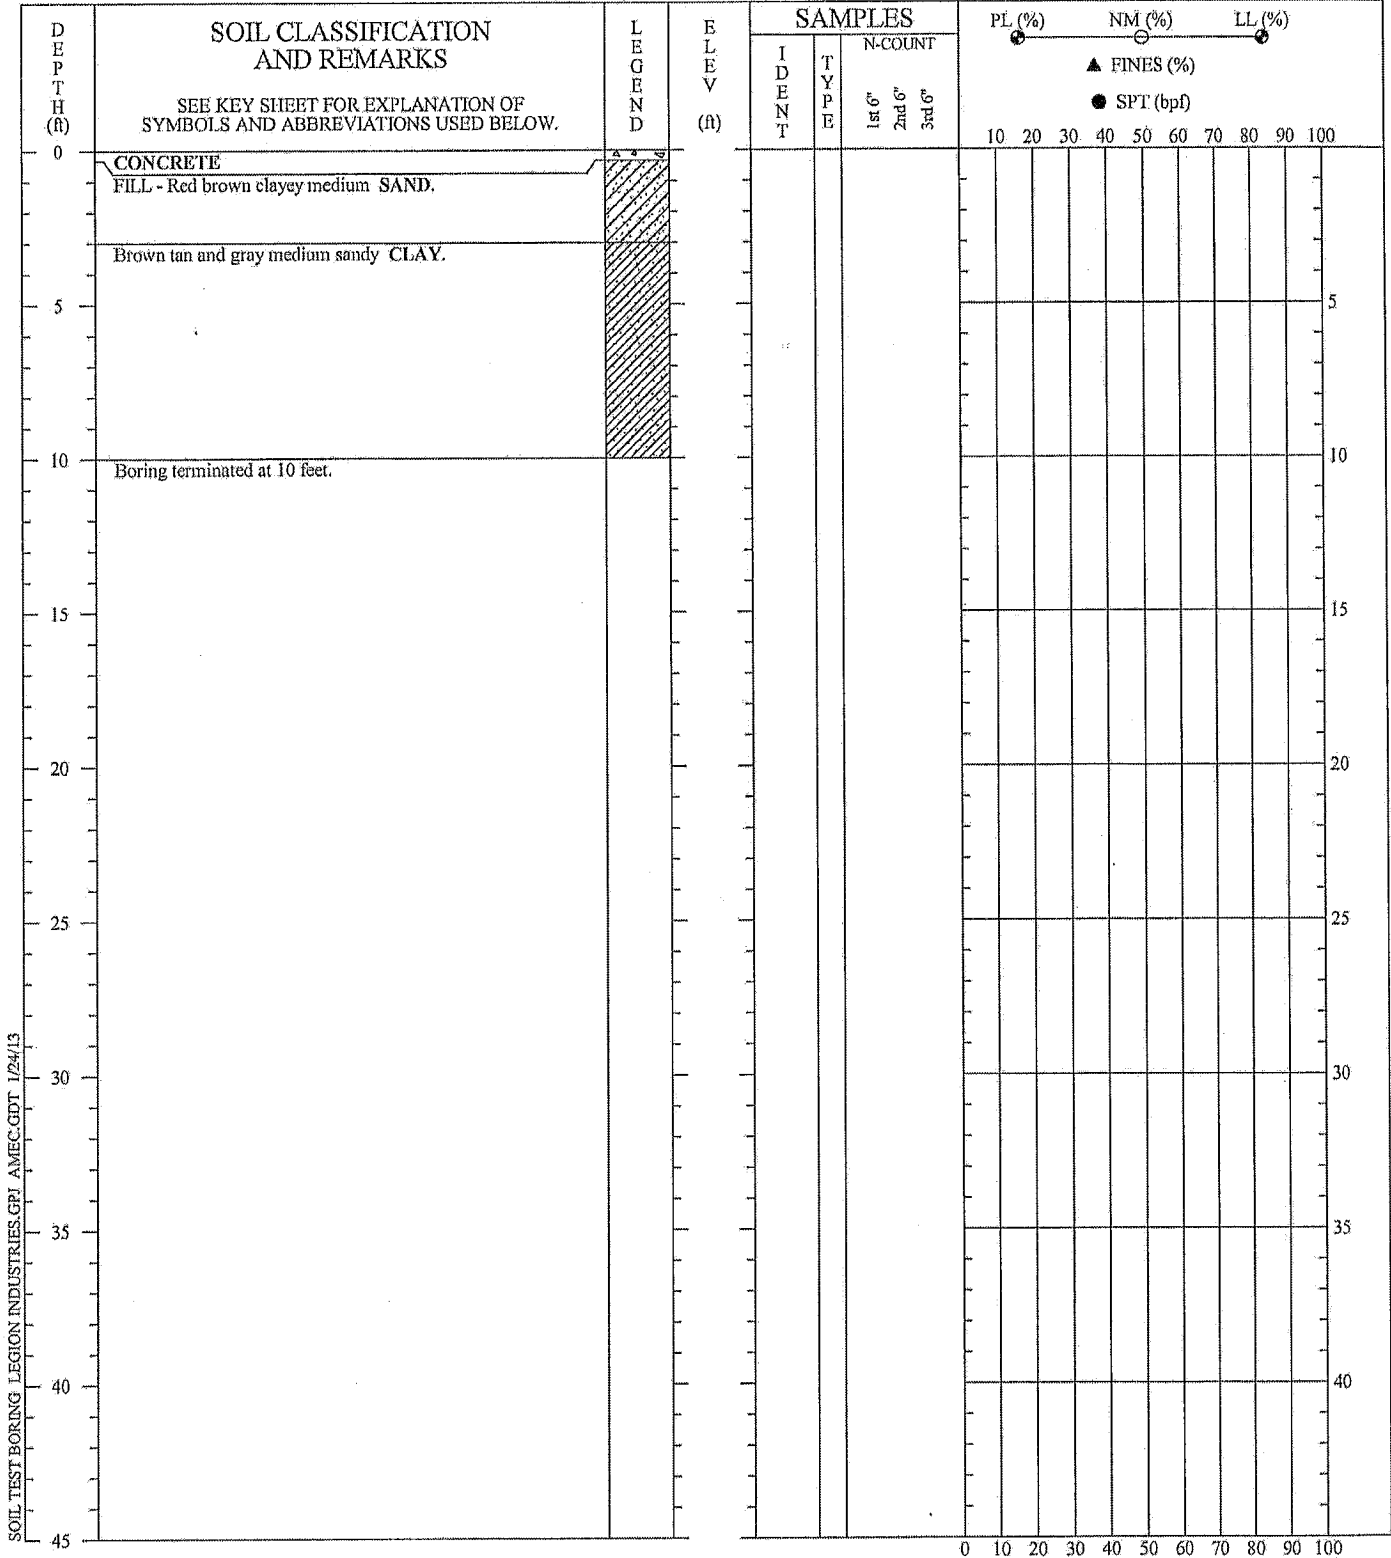 DEPTH (ft)
SOIL CLASSIFICATION
AND REMARKS
SEE KEY SHEET FOR EXPLANATION OF
SYMBOLS AND ABBREVIATIONS USED BELOW.
LEGEND
ELEV (ft)
SAMPLES
IDENT
TYPE
N-COUNT
1st 6"
2nd 6"
3rd 6"
PL (%) NM (%) LL (%)
▲ FINES (%)
● SPT (bpf)
10 20 30 40 50 60 70 80 90 100
0
CONCRETE
FILL - Red brown clayey medium SAND.
Brown tan and gray medium sandy CLAY.
5 5
10 10
Boring terminated at 10 feet.
15 15
20 20
25 25
30 30
35 35
40 40
45
0 10 20 30 40 50 60 70 80 90 100
SOIL TEST BORING LEGION INDUSTRIES.GPJ AMEC.GDT 1/24/13